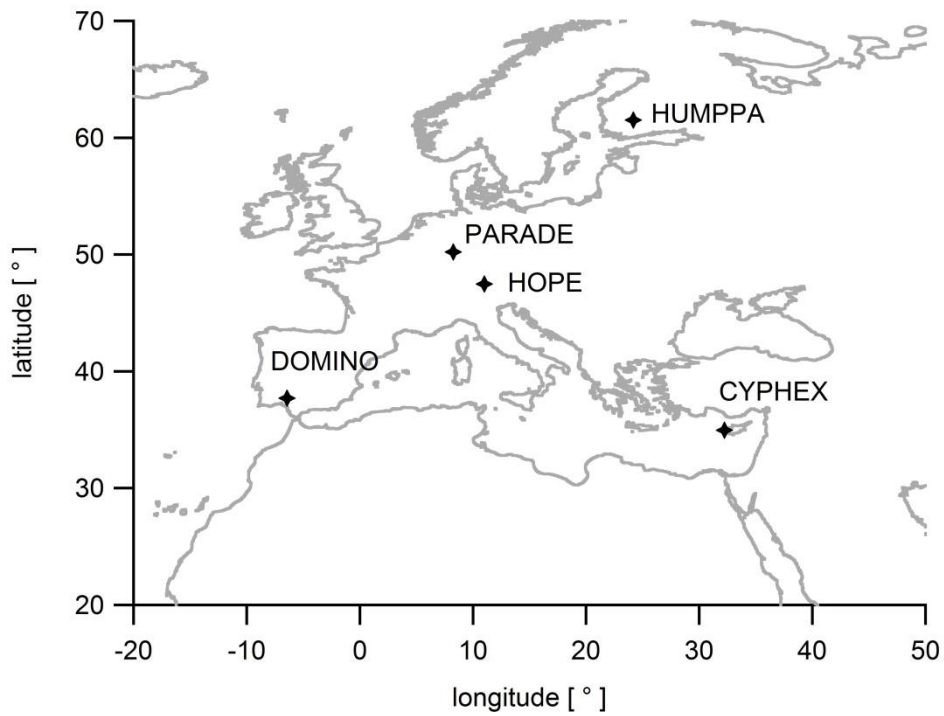 70
60
50
40
30
20
latitude [ ° ]
HUMPPA
PARADE
HOPE
DOMINO
CYPHEX
-20 -10 0 10 20 30 40 50
longitude [ ° ]